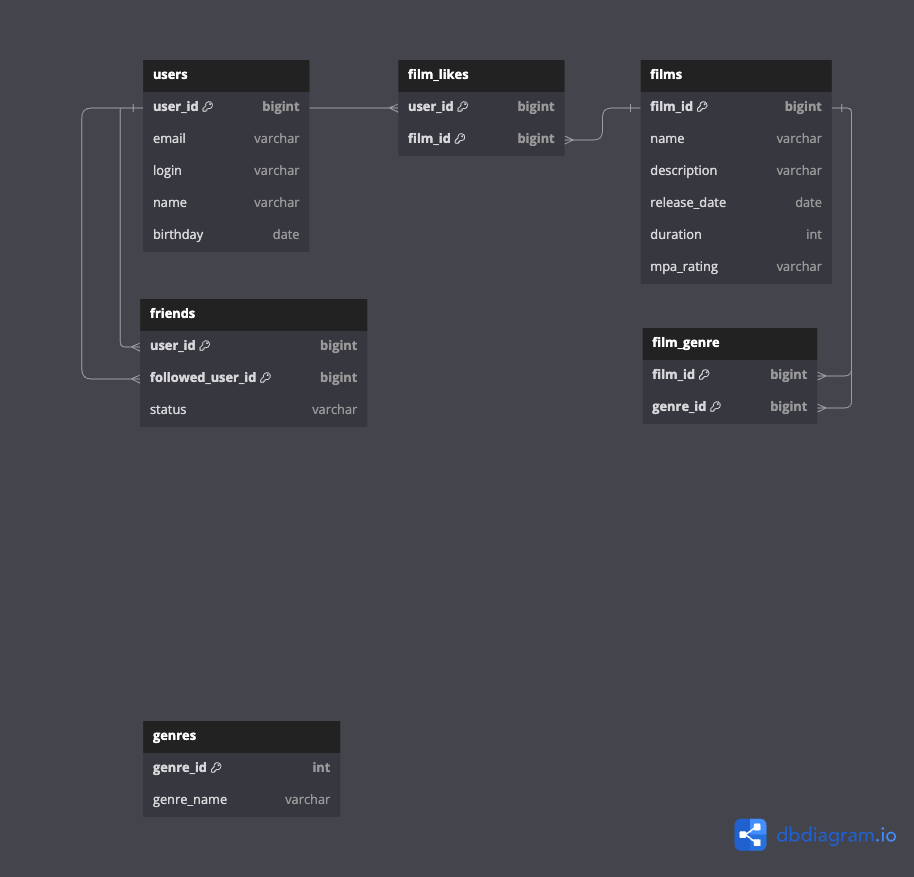 users
user_id bigint
email varchar
login varchar
name varchar
birthday date
film_likes
user_id bigint
film_id bigint
films
film_id bigint
name varchar
description varchar
release_date date
duration int
mpa_rating varchar
friends
user_id bigint
followed_user_id bigint
status varchar
film_genre
film_id bigint
genre_id bigint
genres
genre_id int
genre_name varchar
dbdiagram.io